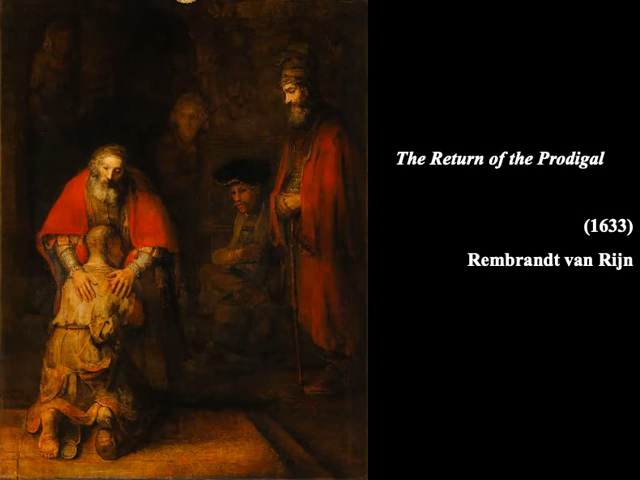 The Return of the Prodigal
(1633)
Rembrandt van Rijn